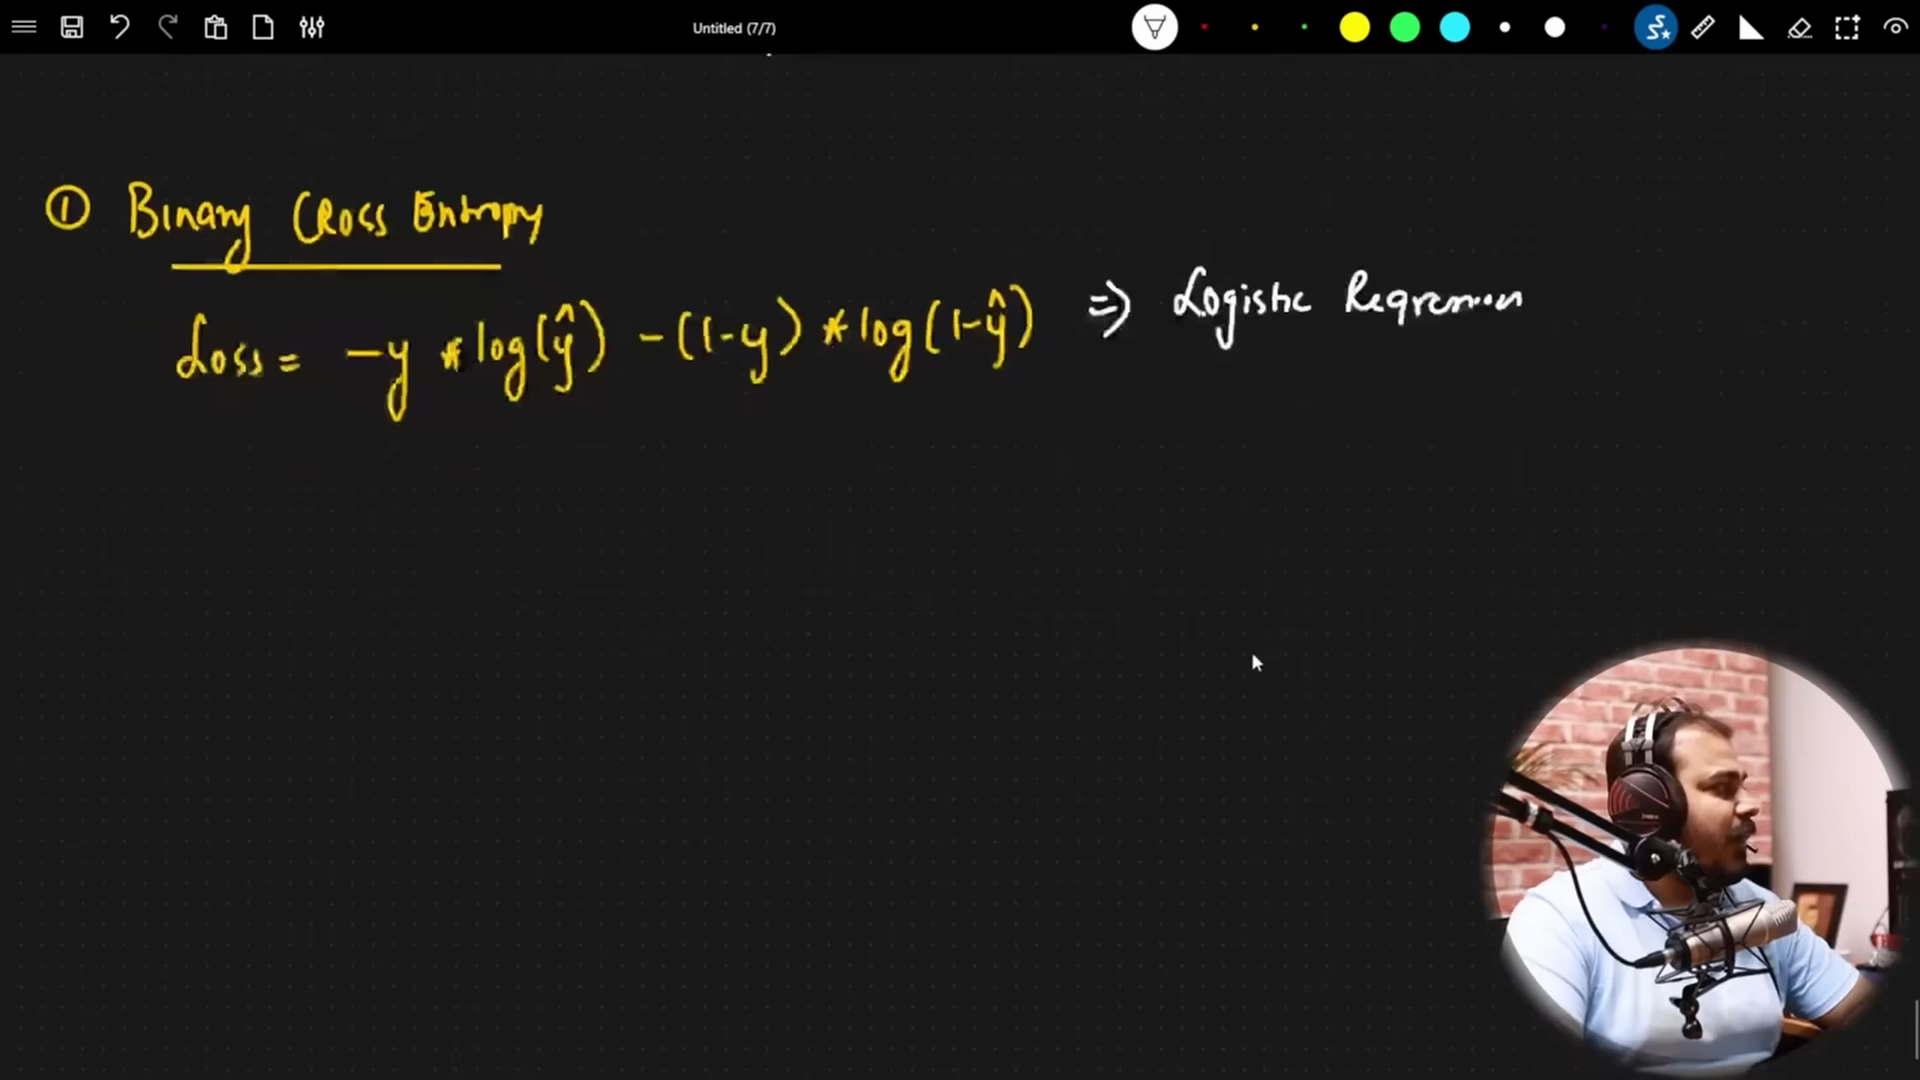 Untitled (7/7)
① Binary Cross Entropy
Loss = -y * log(ŷ) - (1-y) * log(1-ŷ) ⇒ Logistic Regression